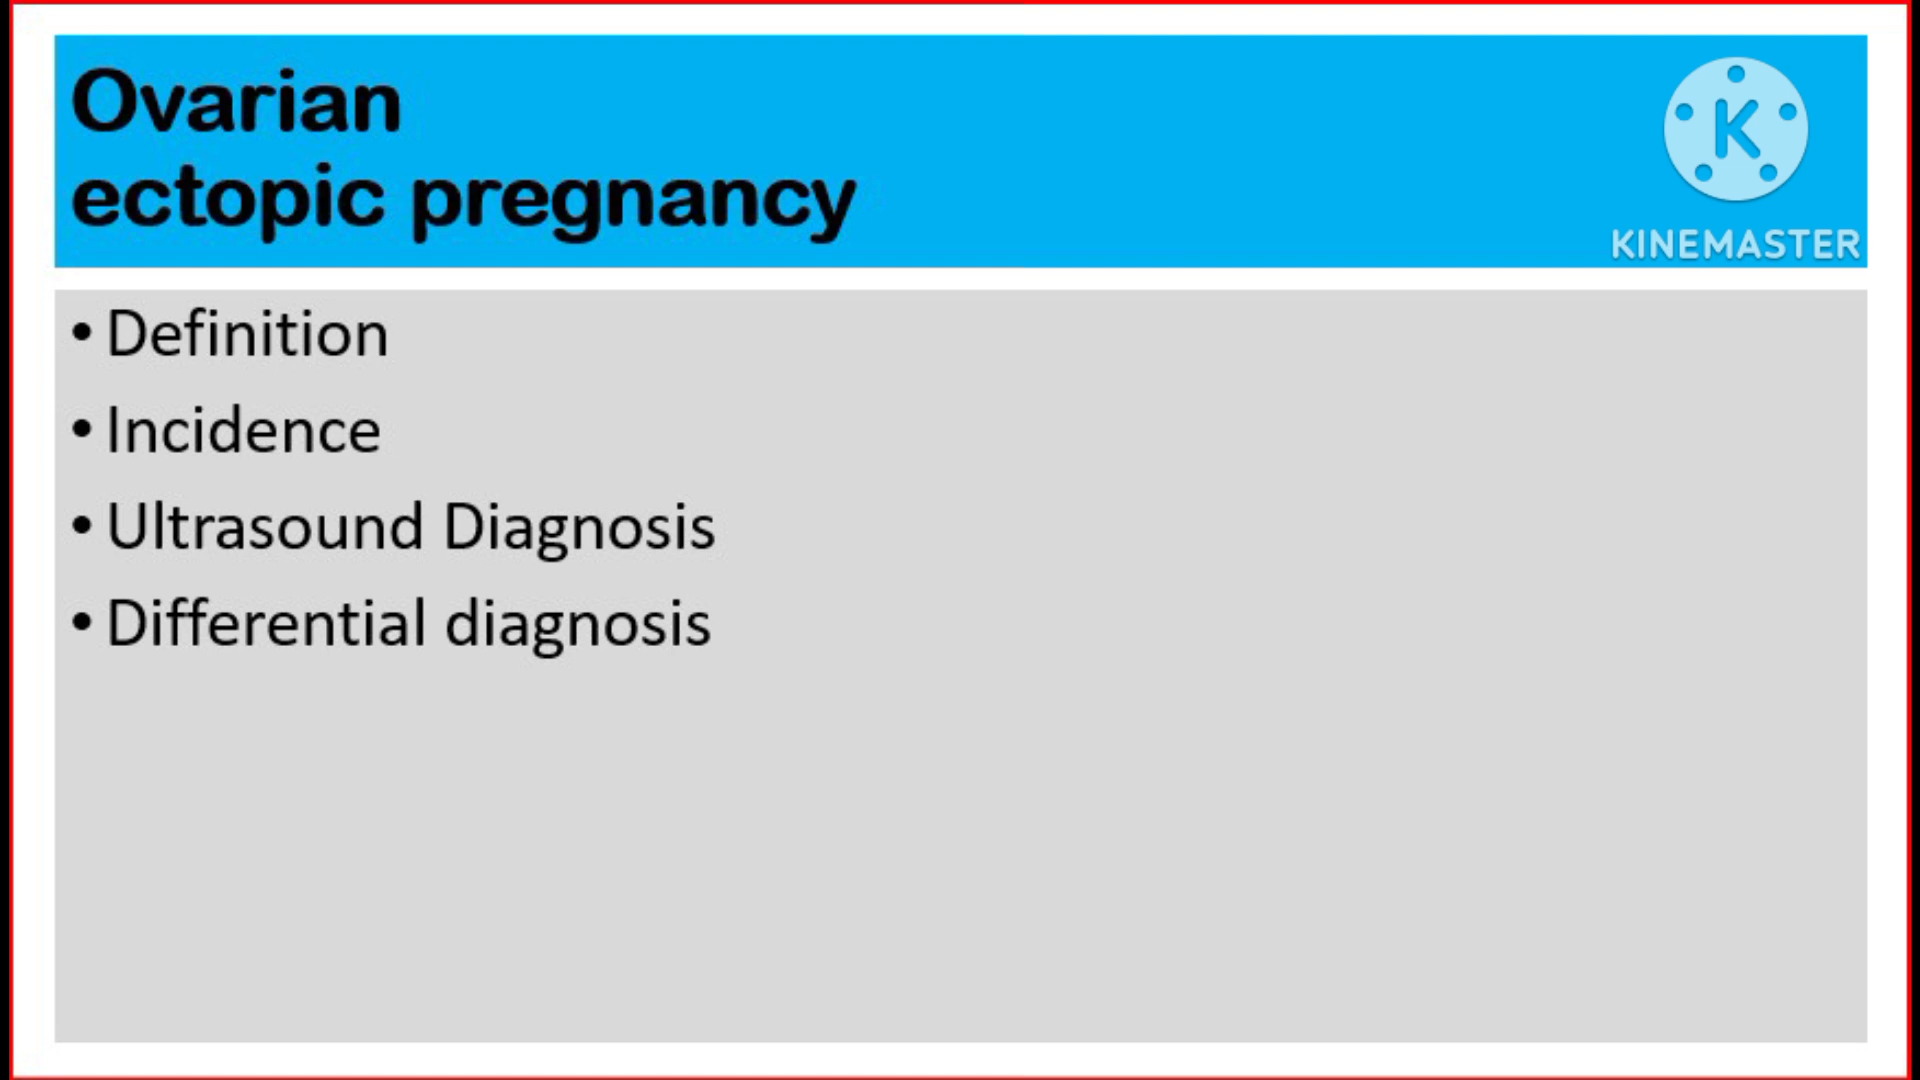 Ovarian
ectopic pregnancy
K
KINEMASTER
• Definition
• Incidence
• Ultrasound Diagnosis
• Differential diagnosis